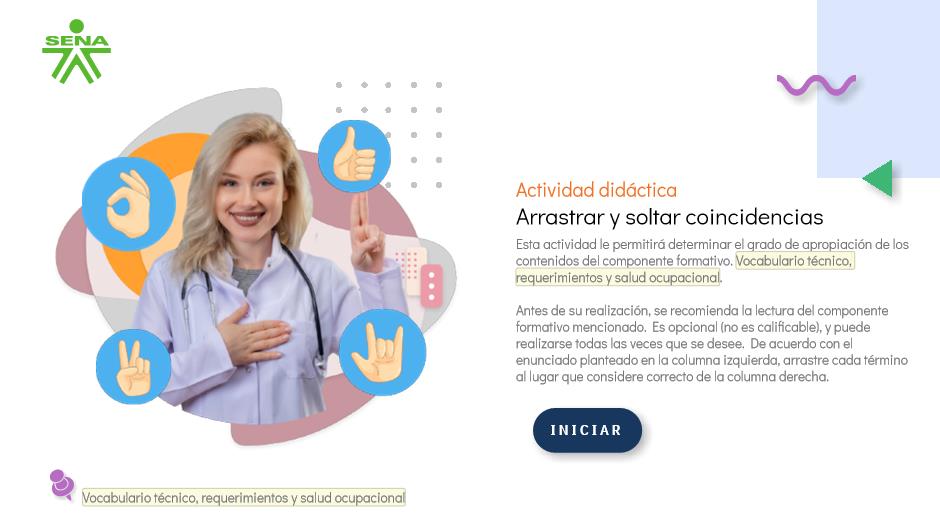 SENA
Actividad didáctica
Arrastrar y soltar coincidencias
Esta actividad le permitirá determinar el grado de apropiación de los
contenidos del componente formativo. Vocabulario técnico,
requerimientos y salud ocupacional.
Antes de su realización, se recomienda la lectura del componente
formativo mencionado. Es opcional (no es calificable), y puede
realizarse todas las veces que se desee. De acuerdo con el
enunciado planteado en la columna izquierda, arrastre cada término
al lugar que considere correcto de la columna derecha.
INICIAR
Vocabulario técnico, requerimientos y salud ocupacional